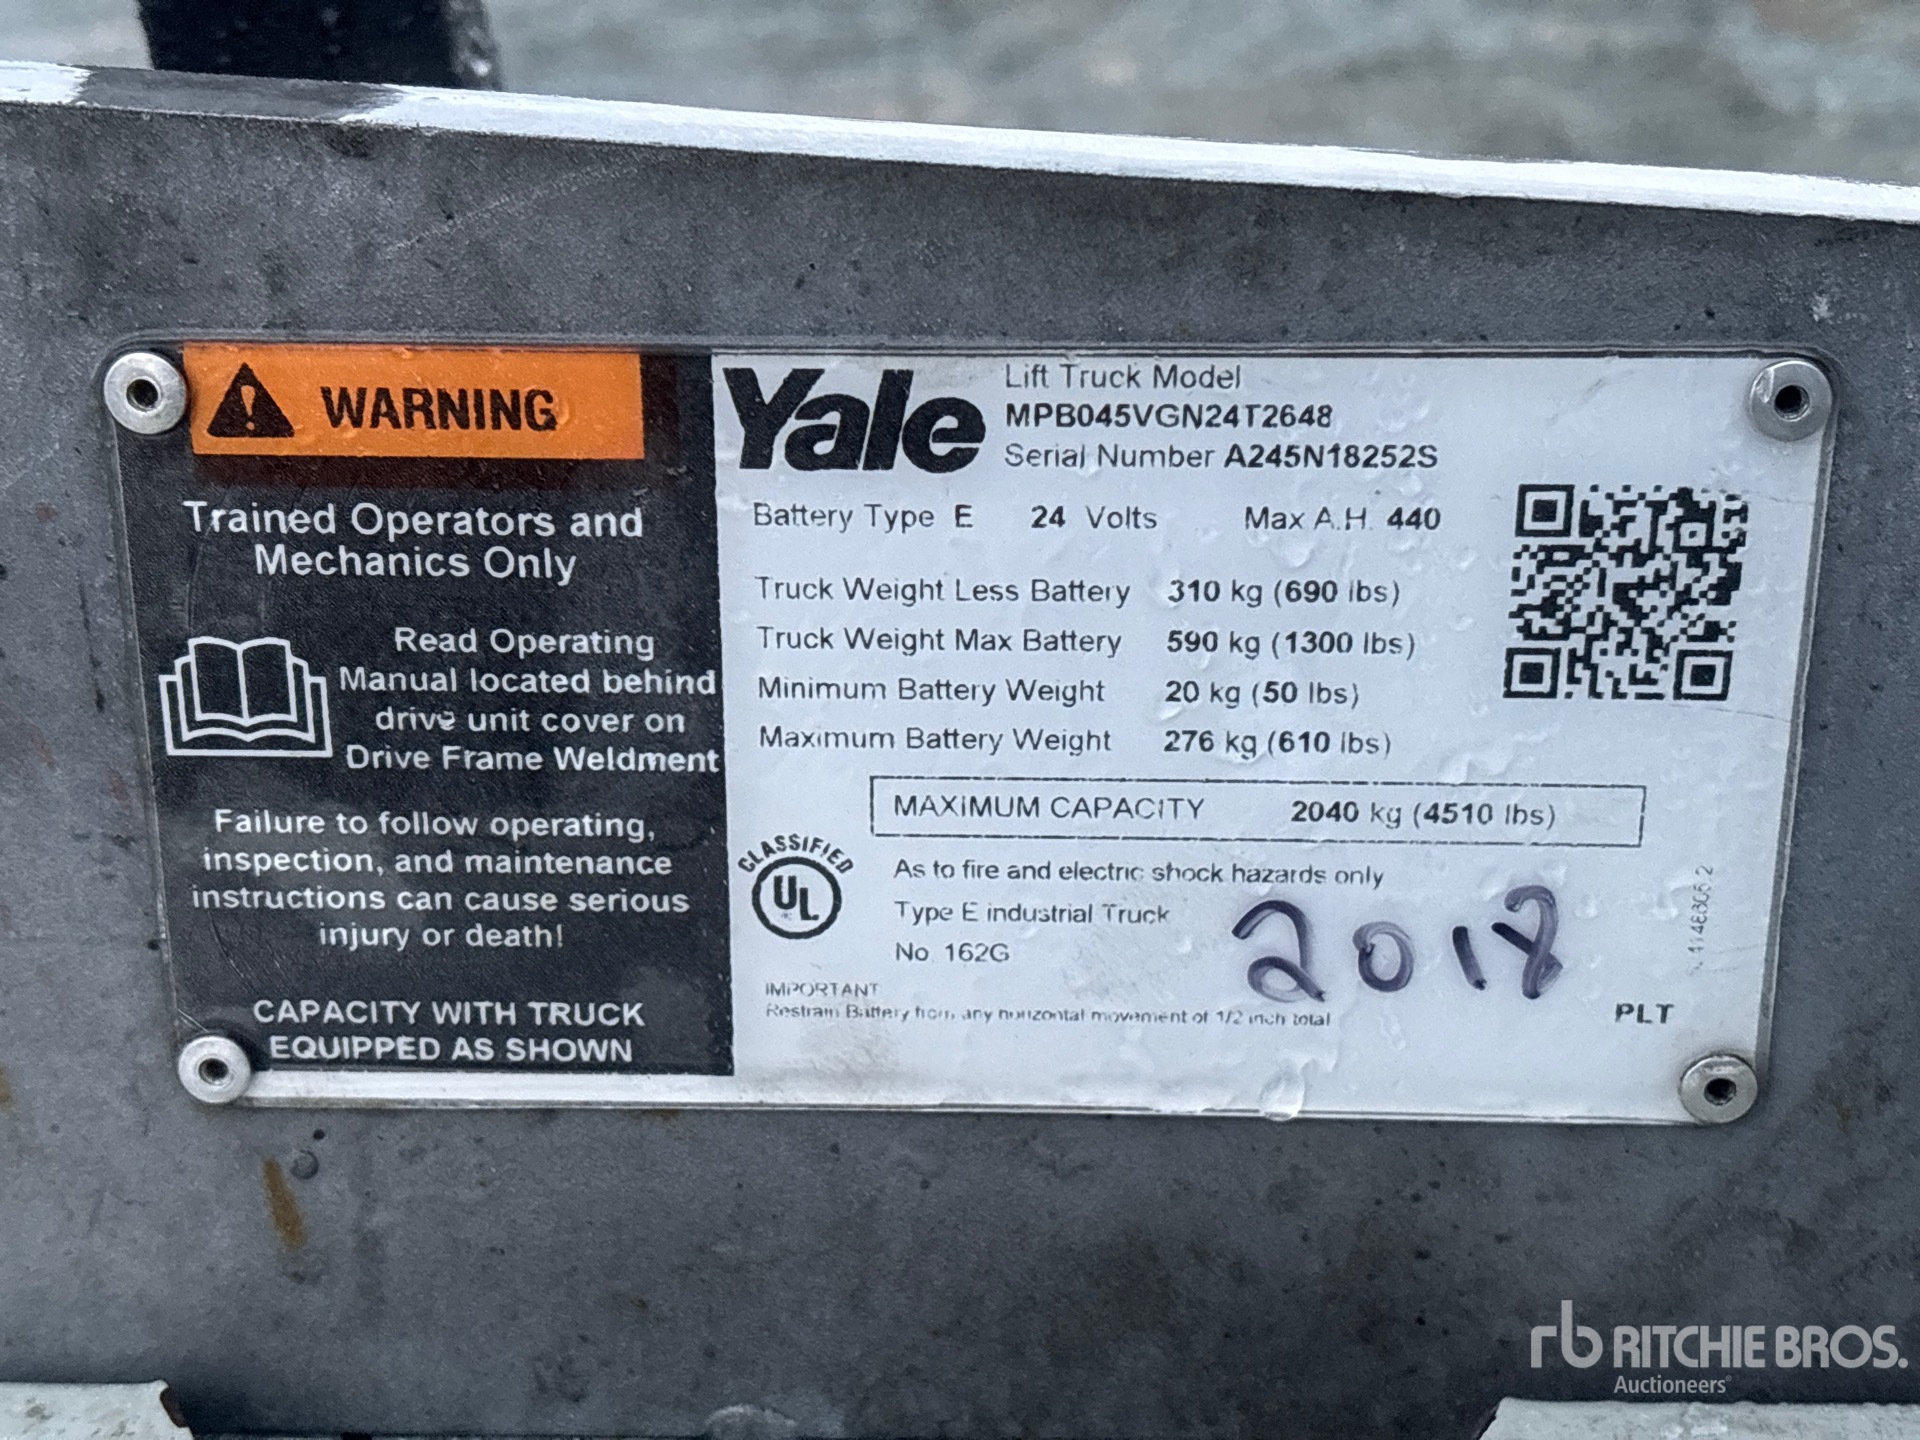 WARNING
Trained Operators and
Mechanics Only
Read Operating
Manual located behind
drive unit cover on
Drive Frame Weldment
Failure to follow operating,
inspection, and maintenance
instructions can cause serious
injury or death!
CAPACITY WITH TRUCK
EQUIPPED AS SHOWN
Yale
Lift Truck Model
MPB045VGN24T2648
Serial Number A245N18252S
Battery Type E 24 Volts Max A.H. 440
Truck Weight Less Battery 310 kg (690 lbs)
Truck Weight Max Battery 590 kg (1300 lbs)
Minimum Battery Weight 20 kg (50 lbs)
Maximum Battery Weight 276 kg (610 lbs)
MAXIMUM CAPACITY 2040 kg (4510 lbs)
CLASSIFIED
UL
As to fire and electric shock hazards only
Type E industrial Truck
No. 162G
2018
IMPORTANT
Restrain Battery from any horizontal movement of 1/2 inch total
PLT
rb RITCHIE BROS.
Auctioneers